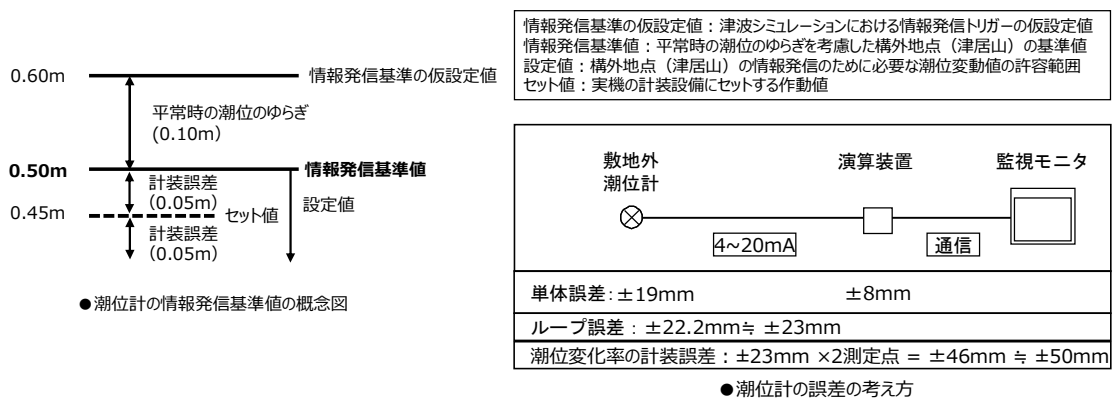 0.60m
情報発信基準の仮設定値
平常時の潮位のゆらぎ
(0.10m）
0.50m
情報発信基準値
計装誤差
（0.05m）
設定値
0.45m
セット値
計装誤差
（0.05m）
●潮位計の情報発信基準値の概念図
情報発信基準の仮設定値：津波シミュレーションにおける情報発信トリガーの仮設定値
情報発信基準値：平常時の潮位のゆらぎを考慮した構外地点（津居山）の基準値
設定値：構外地点（津居山）の情報発信のために必要な潮位変動値の許容範囲
セット値：実機の計装設備にセットする作動値
敷地外
潮位計
演算装置
監視モニタ
4~20mA
通信
単体誤差：±19mm ±8mm
ループ誤差：±22.2mm≒ ±23mm
潮位変化率の計装誤差：±23mm ×2測定点 = ±46mm ≒ ±50mm
●潮位計の誤差の考え方